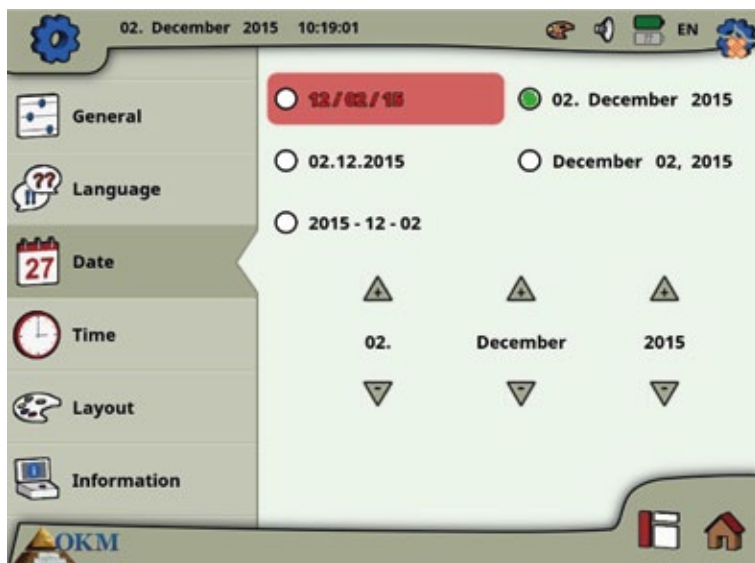 02. December 2015 10:19:01 EN
General
Language
27 Date
Time
Layout
Information
12/02/15
02. December 2015
02.12.2015
December 02, 2015
2015 - 12 - 02
+ + +
02. December 2015
- - -
OKM